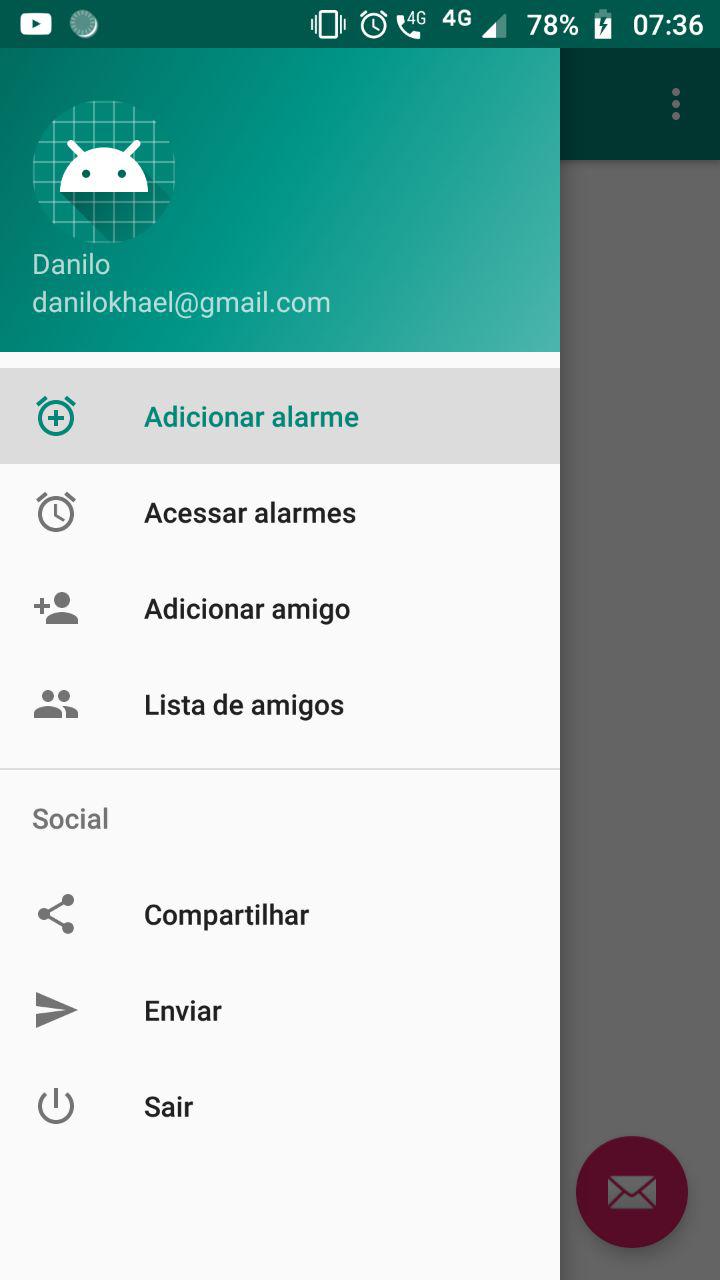 4G 4G 78% 07:36
Danilo
danilokhael@gmail.com
Adicionar alarme
Acessar alarmes
Adicionar amigo
Lista de amigos
Social
Compartilhar
Enviar
Sair